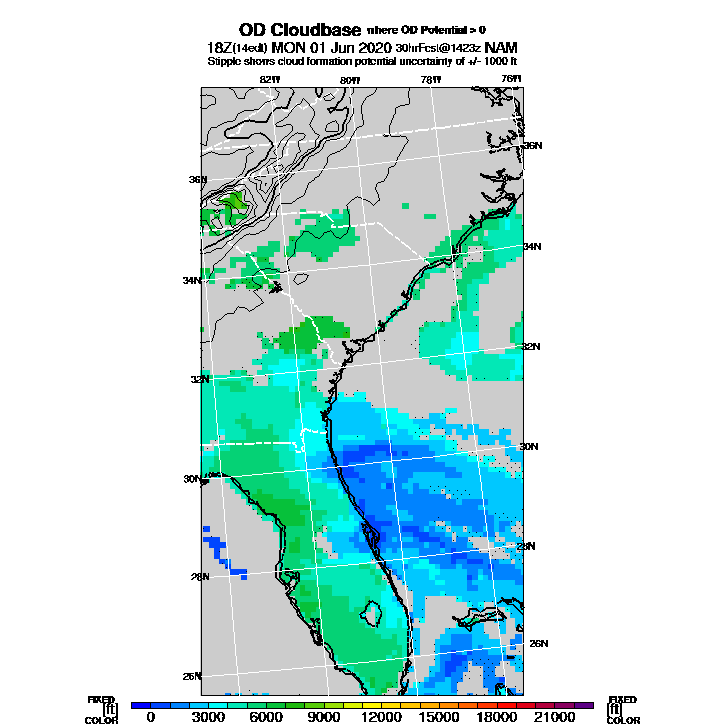 OD Cloudbase where OD Potential > 0
18Z(14edt) MON 01 Jun 2020 30hrFcst@1423z NAM
Stipple shows cloud formation potential uncertainty of +/- 1000 ft
82W 80W 78W 76W
36N 36N
34N 34N
32N 32N
30N 30N
28N 28N
26N 26N
FIXED FIXED
[ft] 0 3000 6000 9000 12000 15000 18000 21000 [ft]
COLOR COLOR